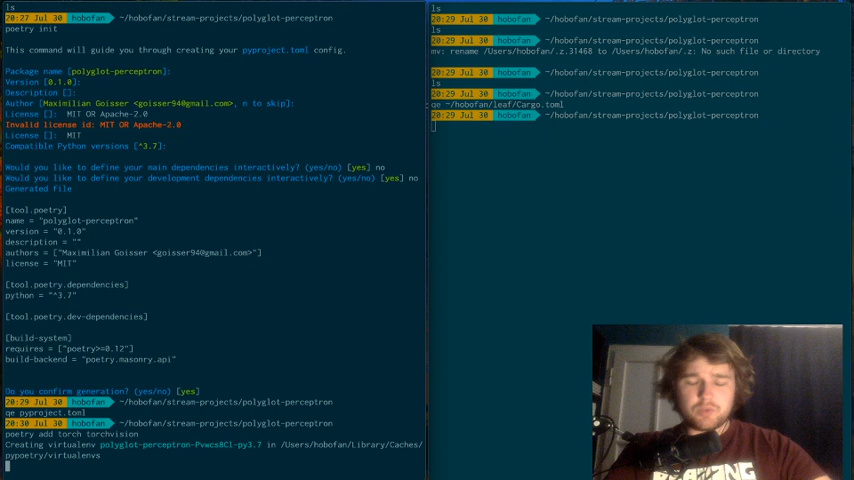 ls
20:27 Jul 30 hobofan ~/hobofan/stream-projects/polyglot-perceptron
poetry init
This command will guide you through creating your pyproject.toml config.
Package name [polyglot-perceptron]:
Version [0.1.0]:
Description []:
Author [Maximilian Goisser <goisser94@gmail.com>, n to skip]:
License []: MIT OR Apache-2.0
Invalid license id: MIT OR Apache-2.0
License []: MIT
Compatible Python versions [^3.7]:
Would you like to define your main dependencies interactively? (yes/no) [yes] no
Would you like to define your development dependencies interactively? (yes/no) [yes] no
Generated file
[tool.poetry]
name = "polyglot-perceptron"
version = "0.1.0"
description = ""
authors = ["Maximilian Goisser <goisser94@gmail.com>"]
license = "MIT"
[tool.poetry.dependencies]
python = "^3.7"
[tool.poetry.dev-dependencies]
[build-system]
requires = ["poetry>=0.12"]
build-backend = "poetry.masonry.api"
Do you confirm generation? (yes/no) [yes]
20:29 Jul 30 hobofan ~/hobofan/stream-projects/polyglot-perceptron
qe pyproject.toml
20:30 Jul 30 hobofan ~/hobofan/stream-projects/polyglot-perceptron
poetry add torch torchvision
Creating virtualenv polyglot-perceptron-Pvwcs8Cl-py3.7 in /Users/hobofan/Library/Caches/
pypoetry/virtualenvs
ls
20:29 Jul 30 hobofan ~/hobofan/stream-projects/polyglot-perceptron
ls
20:29 Jul 30 hobofan ~/hobofan/stream-projects/polyglot-perceptron
mv: rename /Users/hobofan/.z.31468 to /Users/hobofan/.z: No such file or directory
20:29 Jul 30 hobofan ~/hobofan/stream-projects/polyglot-perceptron
ls
20:29 Jul 30 hobofan ~/hobofan/stream-projects/polyglot-perceptron
qe ~/hobofan/leaf/Cargo.toml
20:29 Jul 30 hobofan ~/hobofan/stream-projects/polyglot-perceptron